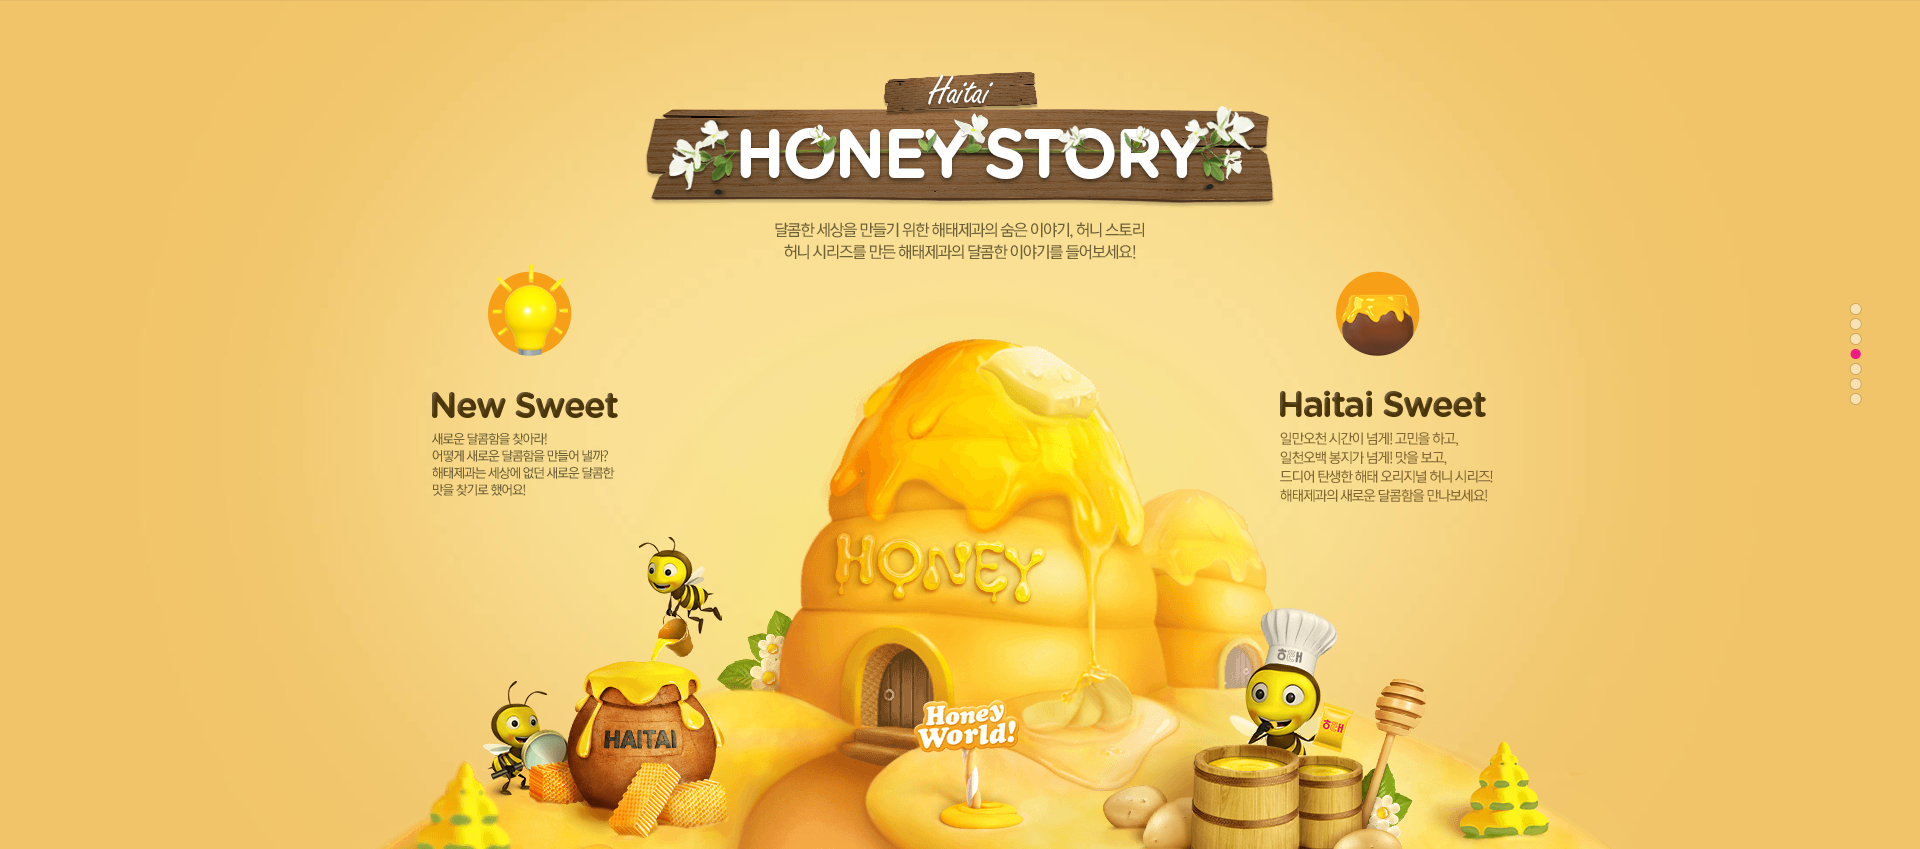 Haitai
HONEY STORY
달콤한 세상을 만들기 위한 해태제과의 숨은 이야기, 허니 스토리
허니 시리즈를 만든 해태제과의 달콤한 이야기를 들어보세요!
New Sweet
새로운 달콤함을 찾아라!
어떻게 새로운 달콤함을 만들어 낼까?
해태제과는 세상에 없던 새로운 달콤한
맛을 찾기로 했어요!
Haitai Sweet
일만오천 시간이 넘게! 고민을 하고,
일천오백 봉지가 넘게! 맛을 보고,
드디어 탄생한 해태 오리지널 허니 시리즈!
해태제과의 새로운 달콤함을 만나보세요!
HONEY
해태
해태
HAITAI
Honey
World!